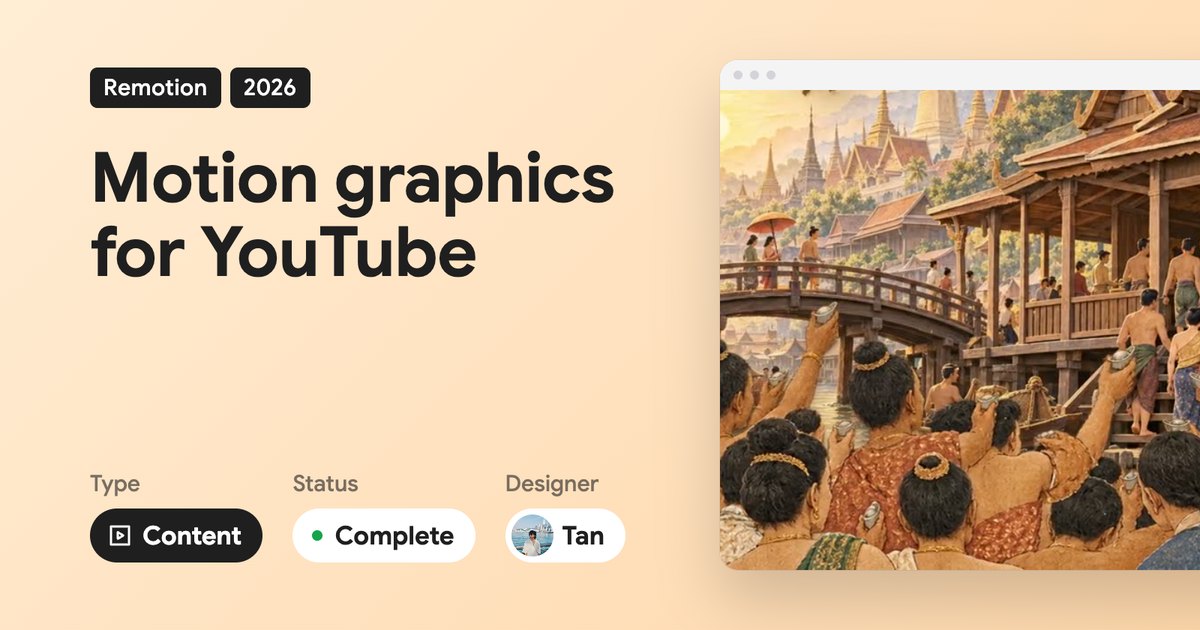 Remotion 2026
Motion graphics
for YouTube
Type Status Designer
Content Complete Tan